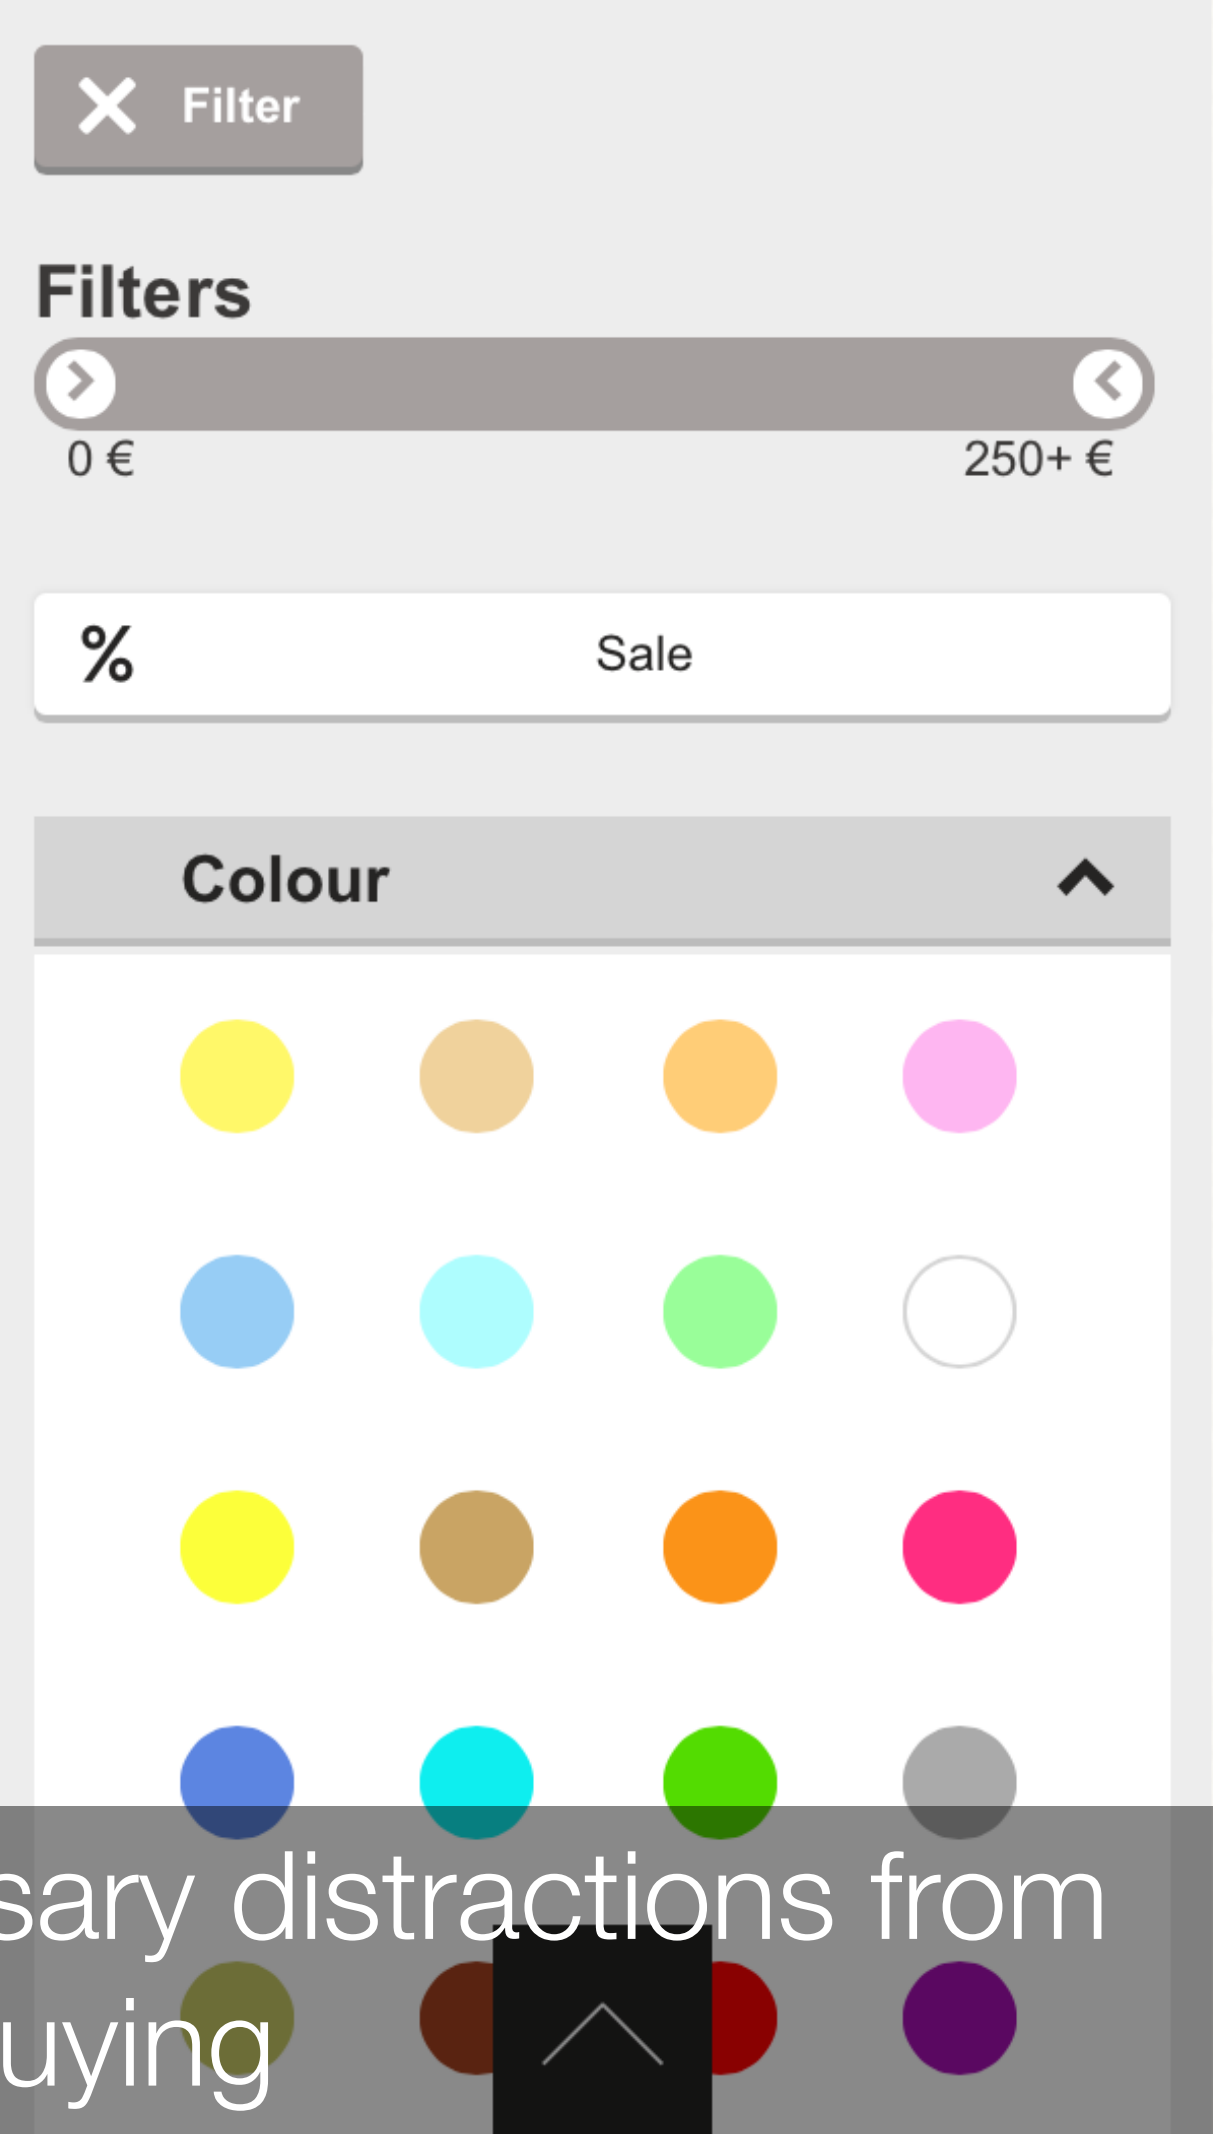 Filter
Filters
0 €
250+ €
% Sale
Colour
sary distractions from
uying